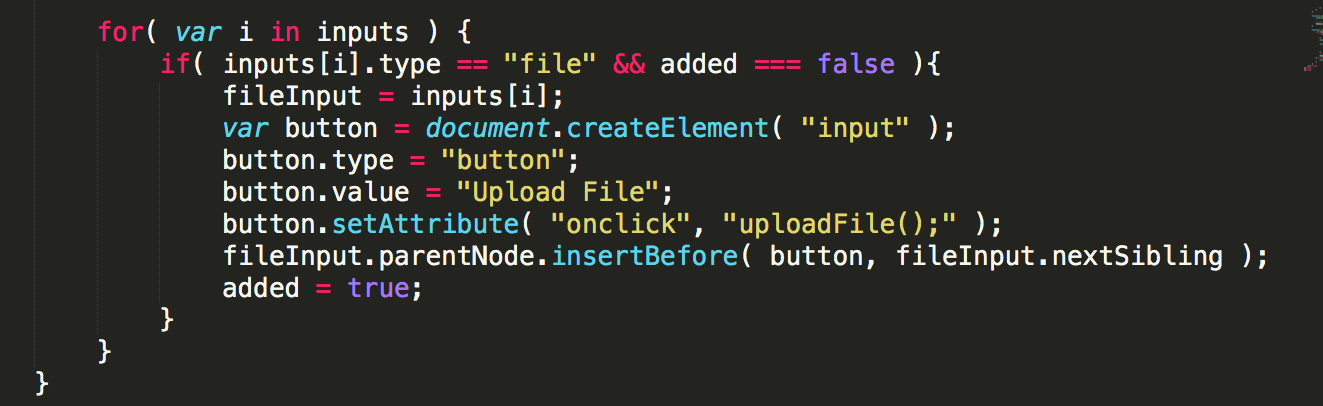 for( var i in inputs ) {
if( inputs[i].type == "file" && added === false ){
fileInput = inputs[i];
var button = document.createElement( "input" );
button.type = "button";
button.value = "Upload File";
button.setAttribute( "onclick", "uploadFile();" );
fileInput.parentNode.insertBefore( button, fileInput.nextSibling );
added = true;
}
}
}